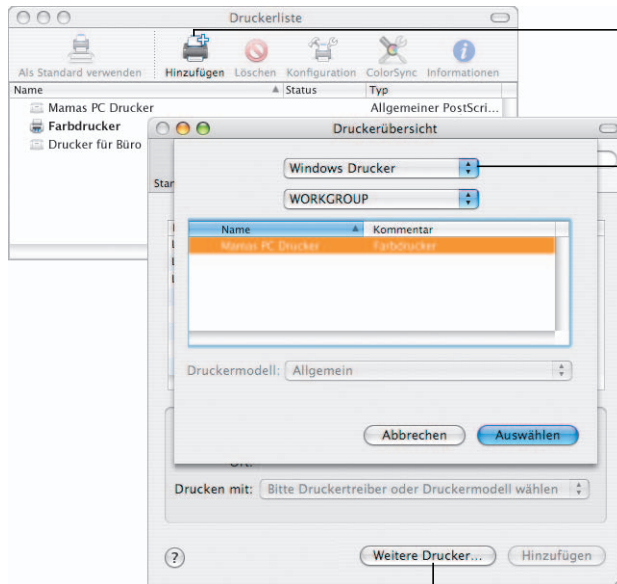 Druckerliste
Als Standard verwenden Hinzufügen Löschen Konfiguration ColorSync Informationen
Name Status Typ
Mamas PC Drucker Allgemeiner PostScri...
Farbdrucker
Drucker für Büro
Druckerübersicht
Windows Drucker
Stan
WORKGROUP
Name Kommentar
Mamas PC Drucker Farbdrucker
Druckermodell: Allgemein
Abbrechen Auswählen
Ort:
Drucken mit: Bitte Druckertreiber oder Druckermodell wählen
? Weitere Drucker... Hinzufügen